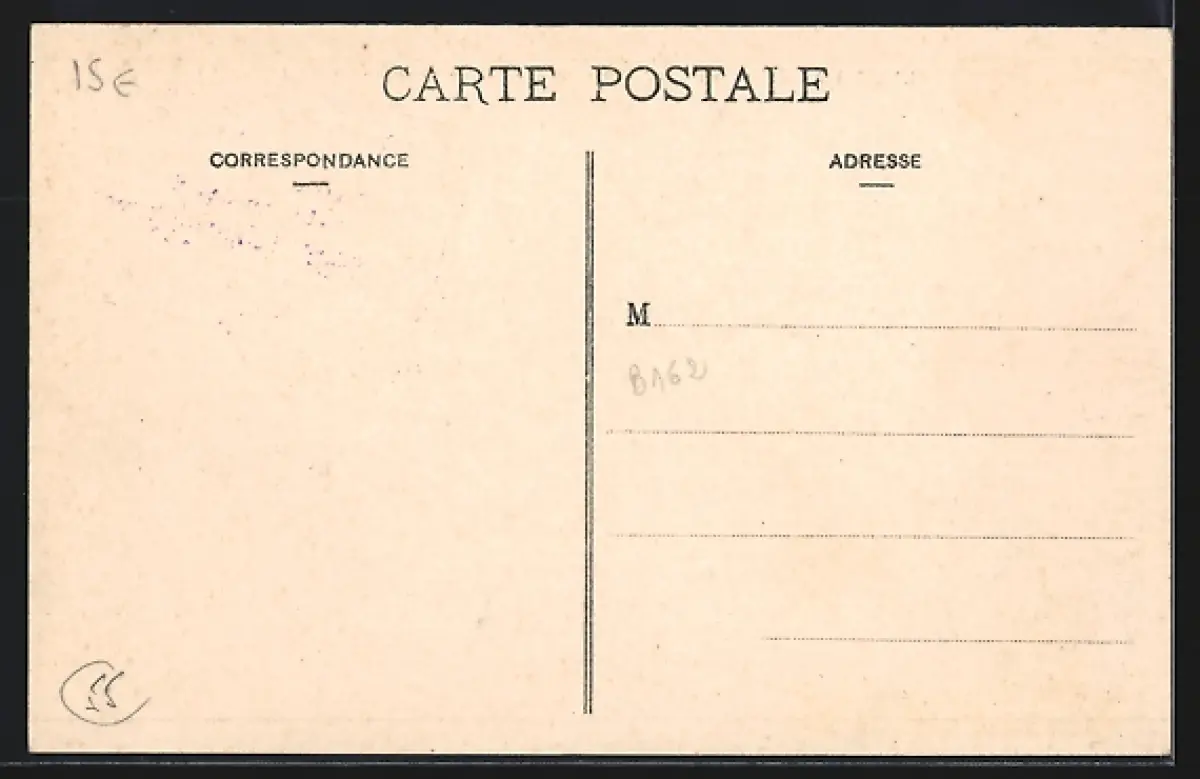 15€
CARTE POSTALE
CORRESPONDANCE
ADRESSE
M
B162
55